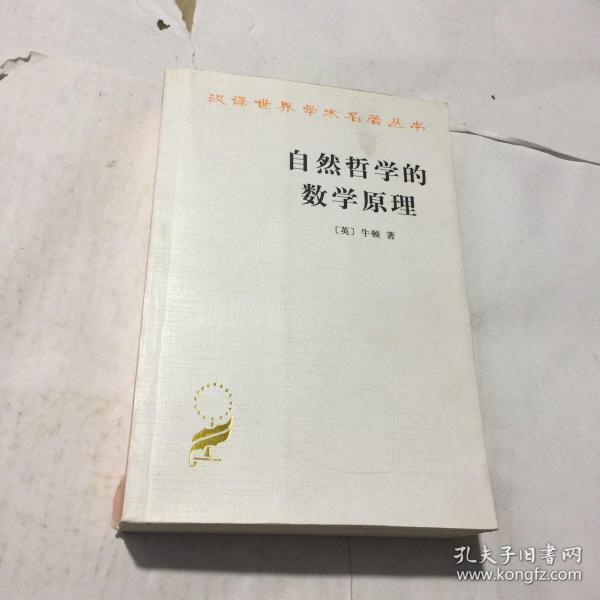 汉译世界学术名著丛书
自然哲学的
数学原理
〔英〕牛顿 著
孔夫子旧书网
www.kongfz.com